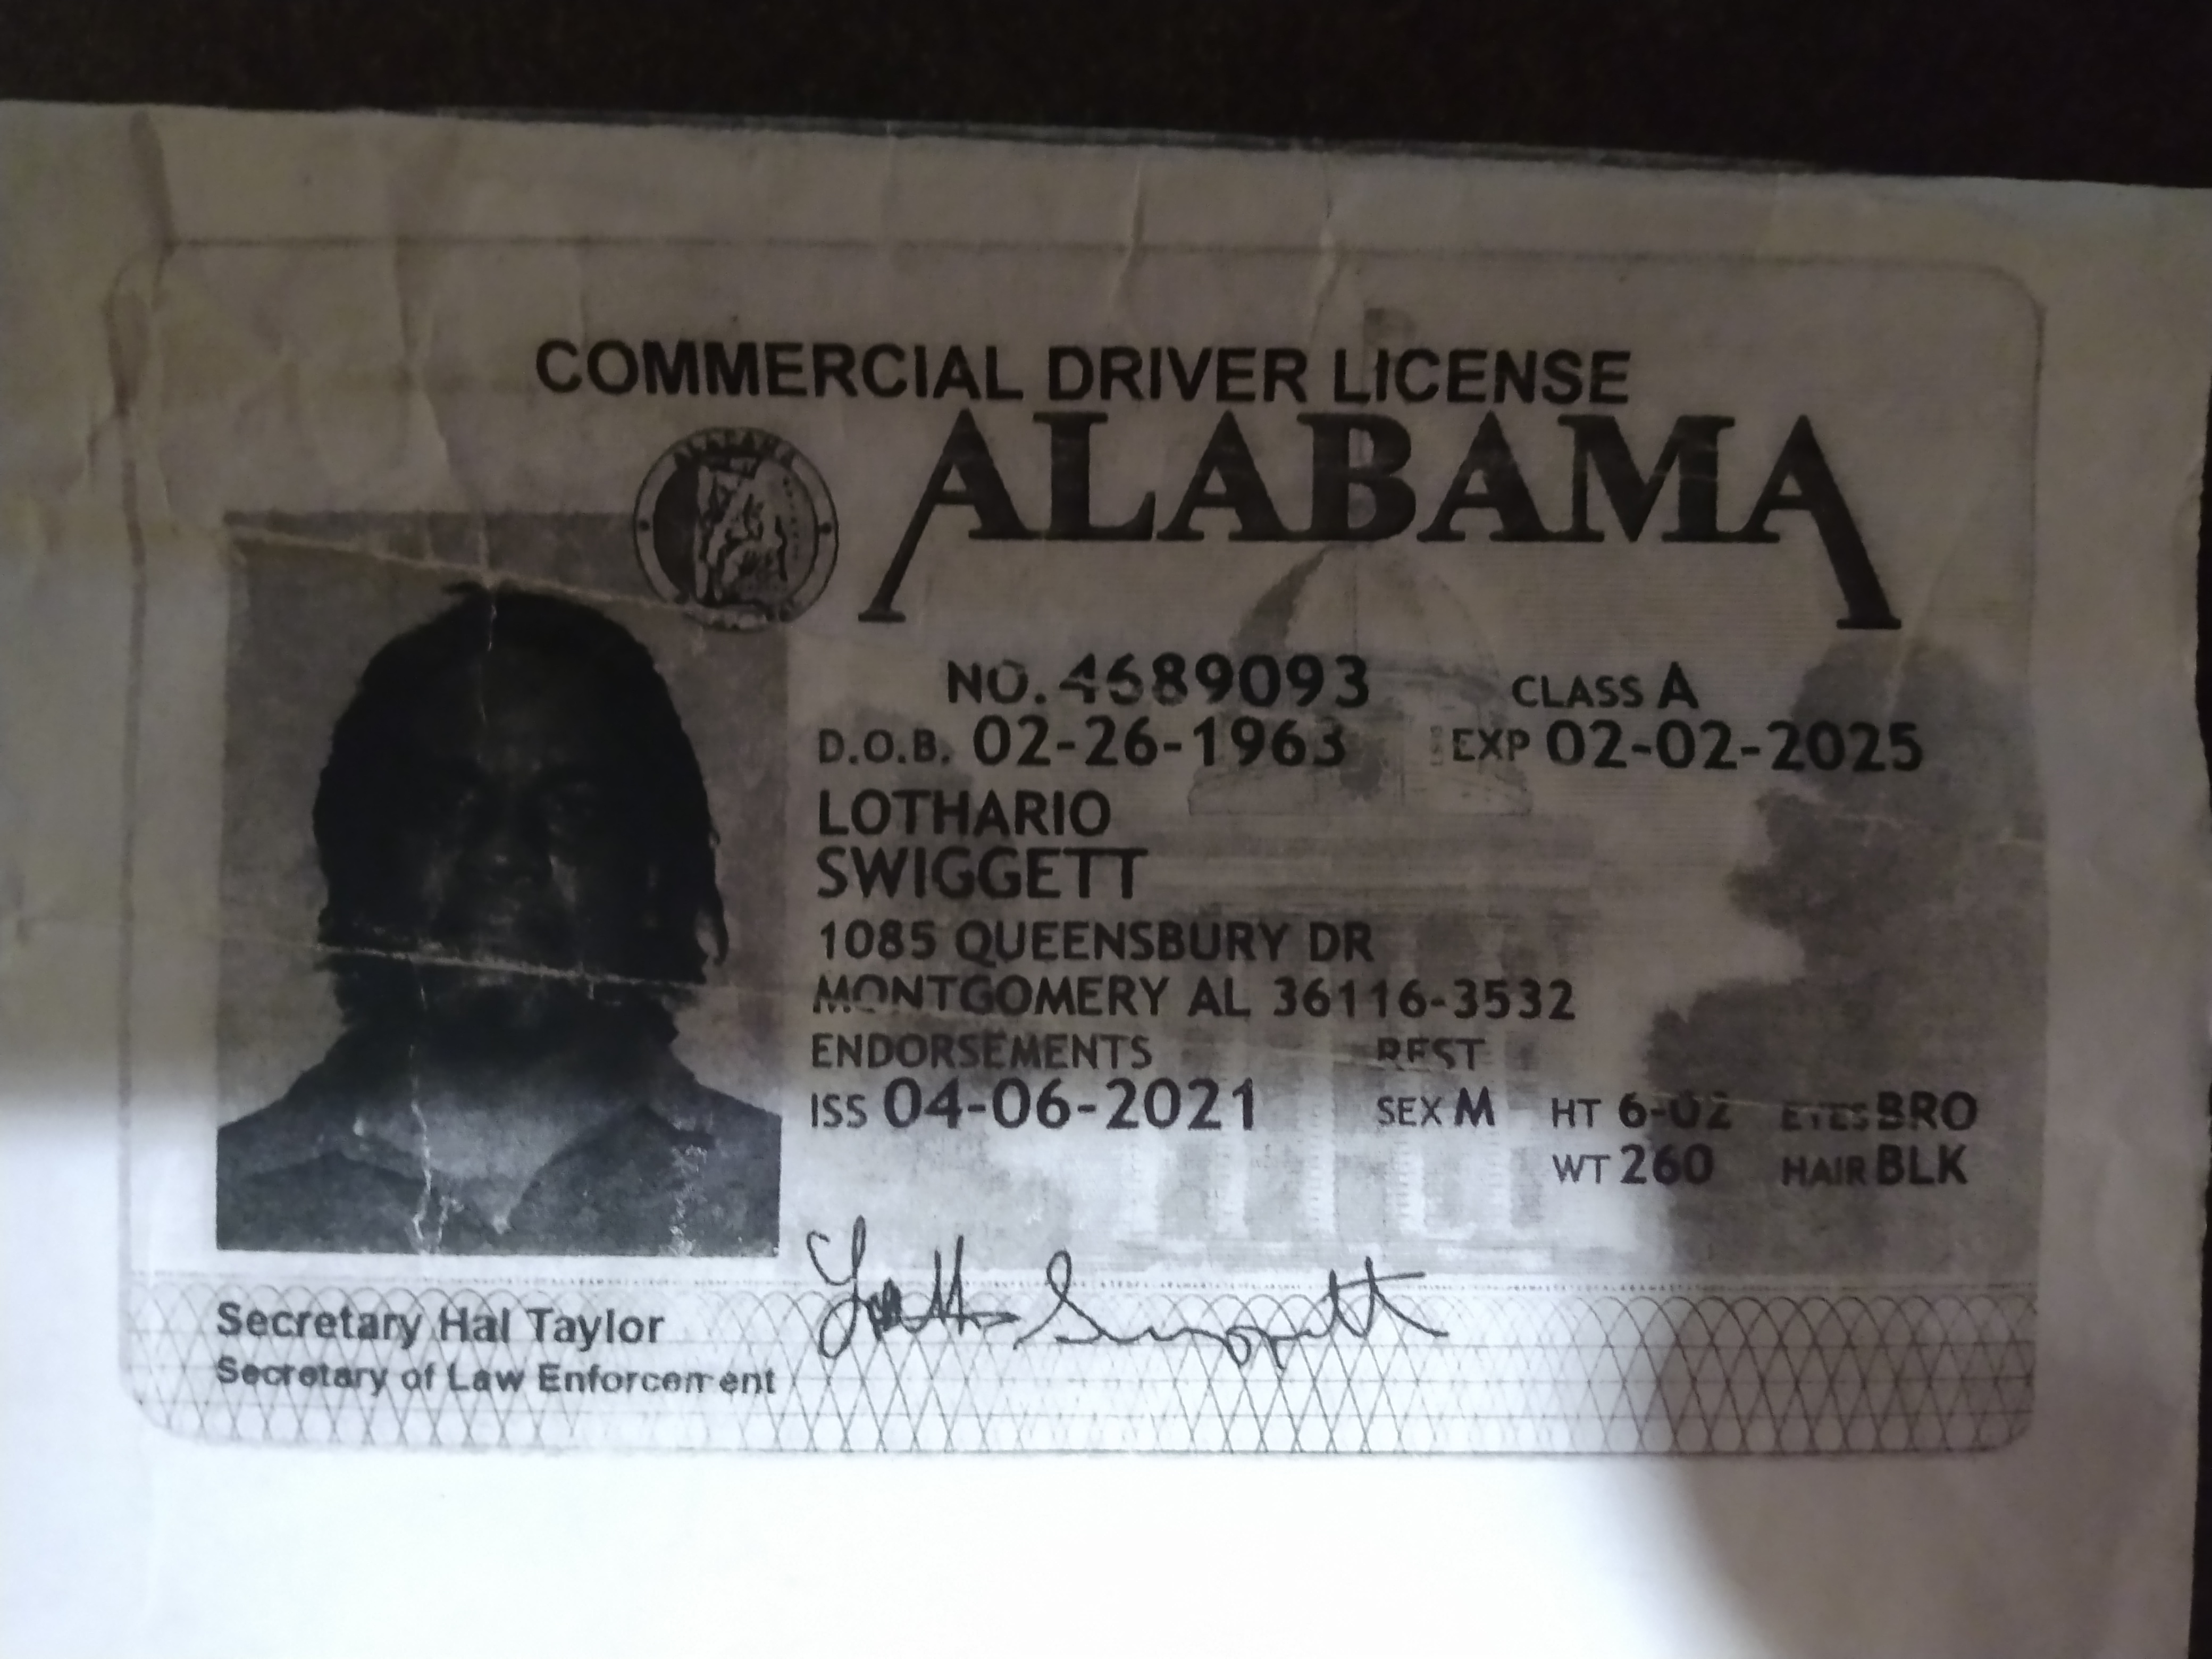 COMMERCIAL DRIVER LICENSE
ALABAMA
NO. 4689093 CLASS A
D.O.B. 02-26-1963 EXP 02-02-2025
LOTHARIO
SWIGGETT
1085 QUEENSBURY DR
MONTGOMERY AL 36116-3532
ENDORSEMENTS REST
ISS 04-06-2021 SEX M HT 6-02 EYES BRO
WT 260 HAIR BLK
Secretary Hal Taylor
Secretary of Law Enforcement